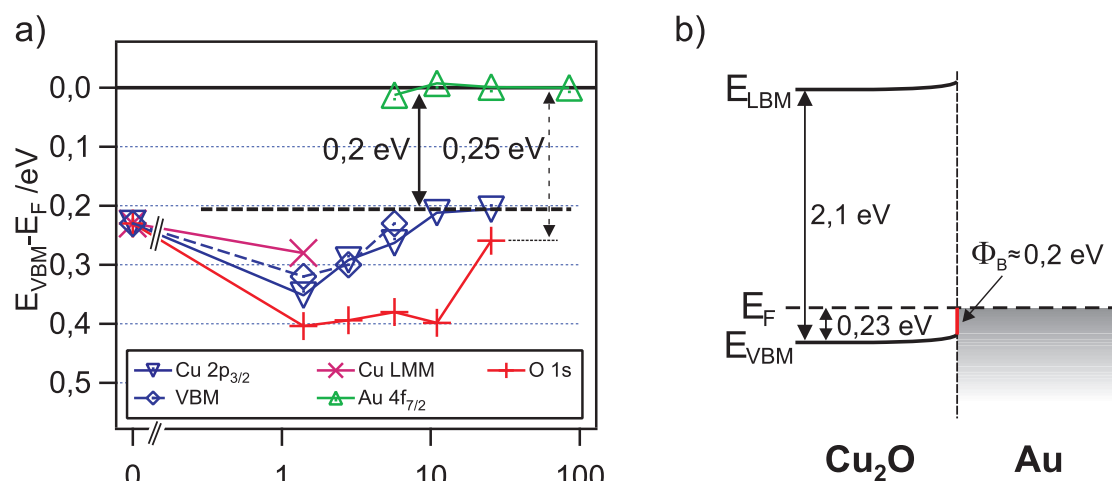 a)
E_VBM-E_F /eV
0,0
0,1
0,2
0,3
0,4
0,5
0,2 eV
0,25 eV
Cu 2p_3/2
Cu LMM
O 1s
VBM
Au 4f_7/2
0
1
10
100
b)
E_LBM
2,1 eV
Φ_B≈0,2 eV
E_F
0,23 eV
E_VBM
Cu₂O
Au